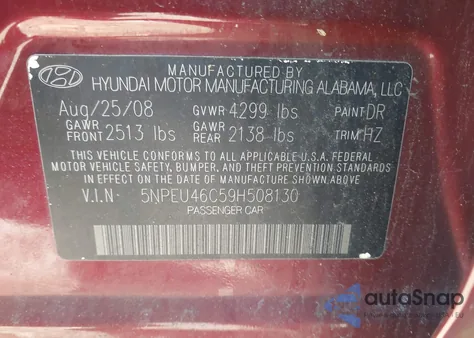 MANUFACTURED BY
HYUNDAI MOTOR MANUFACTURING ALABAMA, LLC
Aug/25/08 GVWR 4299 lbs PAINT DR
GAWR FRONT 2513 lbs GAWR REAR 2138 lbs TRIM HZ
THIS VEHICLE CONFORMS TO ALL APPLICABLE U.S.A. FEDERAL
MOTOR VEHICLE SAFETY, BUMPER, AND THEFT PREVENTION STANDARDS
IN EFFECT ON THE DATE OF MANUFACTURE SHOWN ABOVE.
V.I.N- 5NPEU46C59H508130
PASSENGER CAR
autoSnap